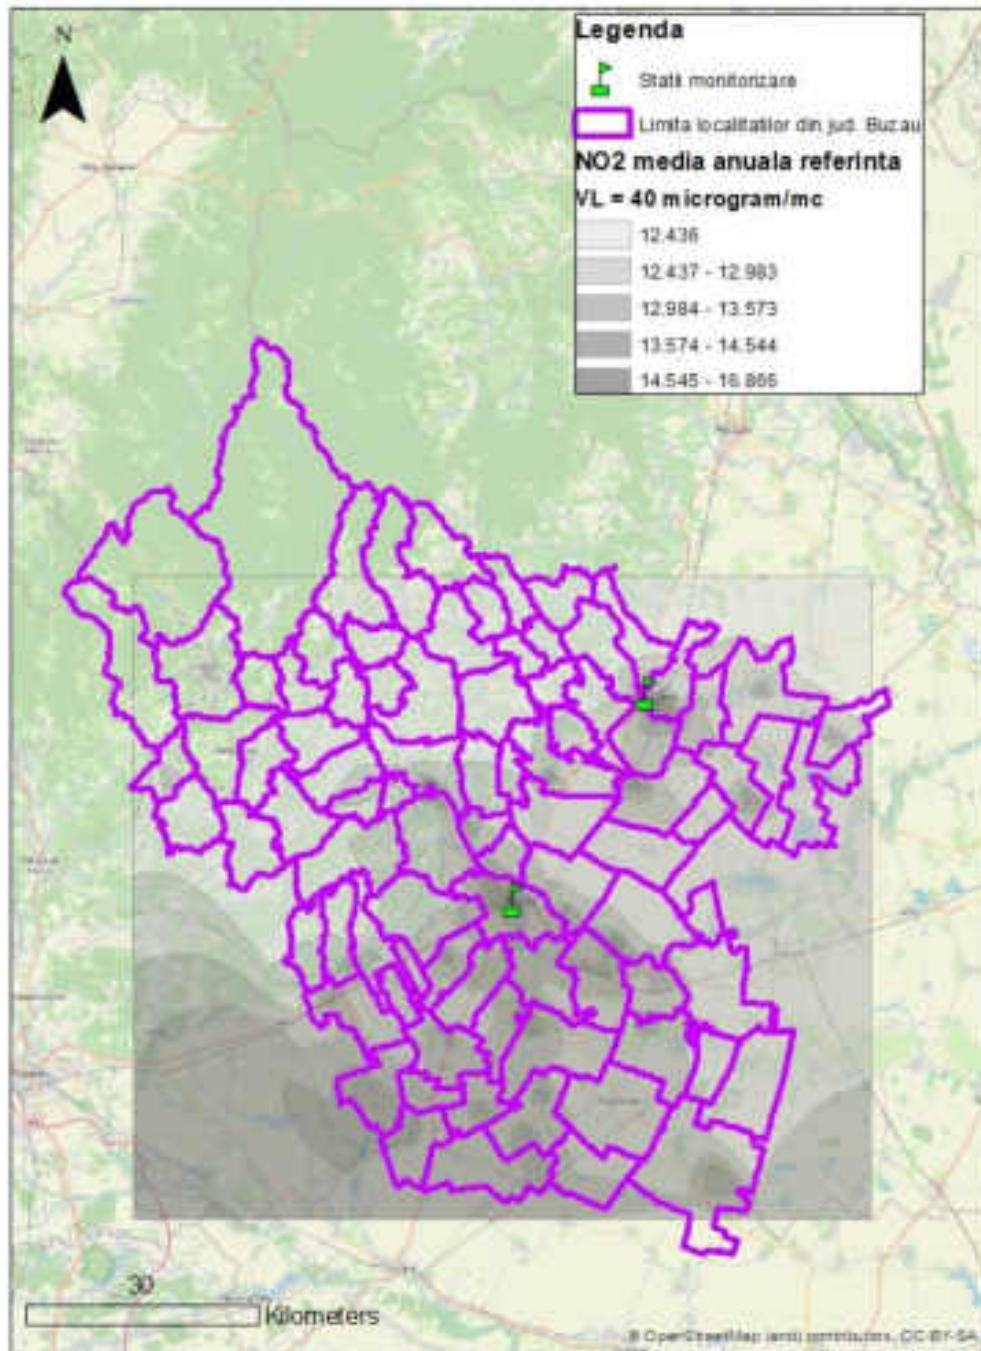 N
Legenda
Statii monitorizare
Limita localitatilor din jud. Buzau
NO2 media anuala referinta
VL = 40 microgram/mc
12.436
12.437 - 12.983
12.984 - 13.573
13.574 - 14.544
14.545 - 16.866
30
Kilometers
© OpenStreetMap (and) contributors, CC-BY-SA